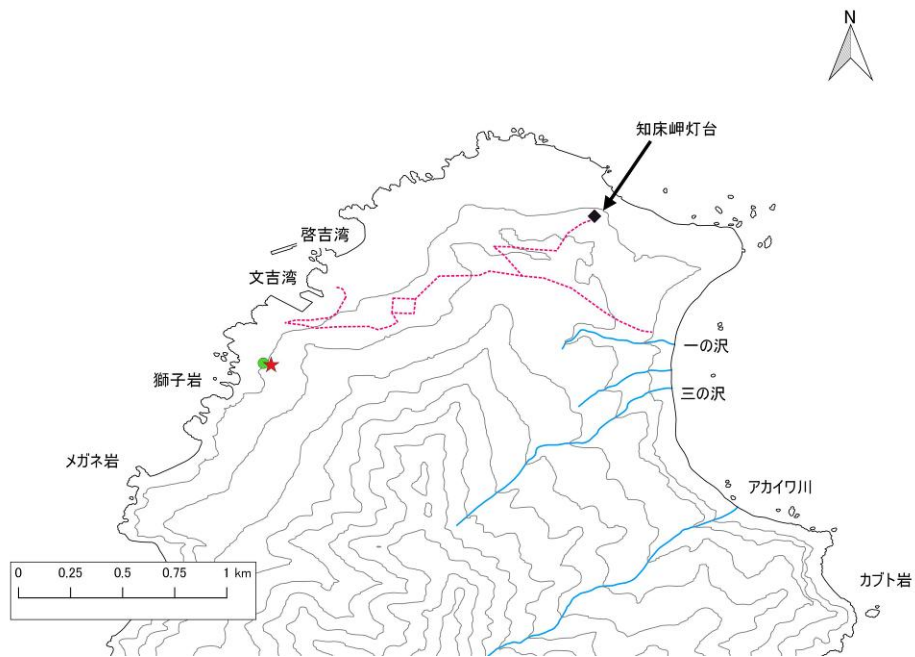 N
知床岬灯台
啓吉湾
文吉湾
一の沢
獅子岩
三の沢
メガネ岩
アカイワ川
0 0.25 0.5 0.75 1 km
カブト岩